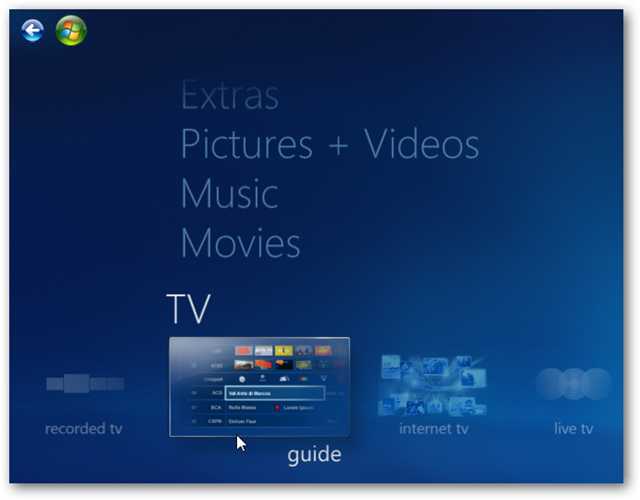 Extras
Pictures + Videos
Music
Movies
TV
recorded tv
guide
internet tv
live tv